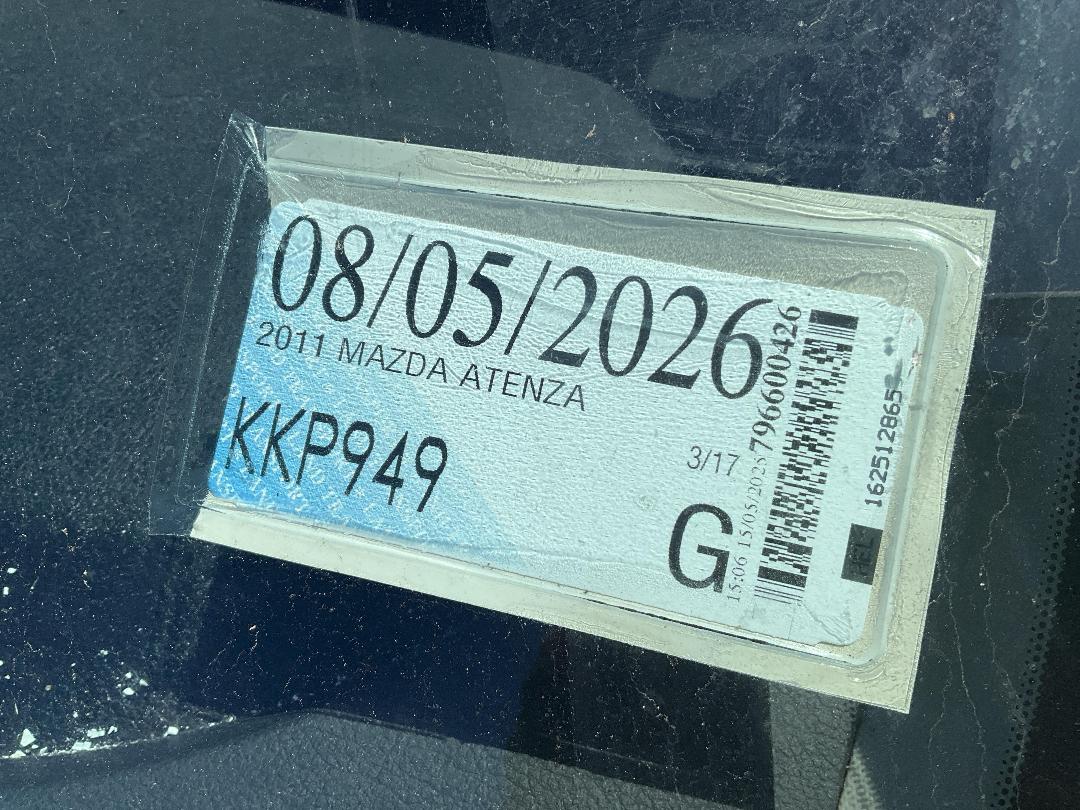 08/05/2026
2011 MAZDA ATENZA
KKP949
3/17
G
15:06 15/05/2025
796600426
162512865